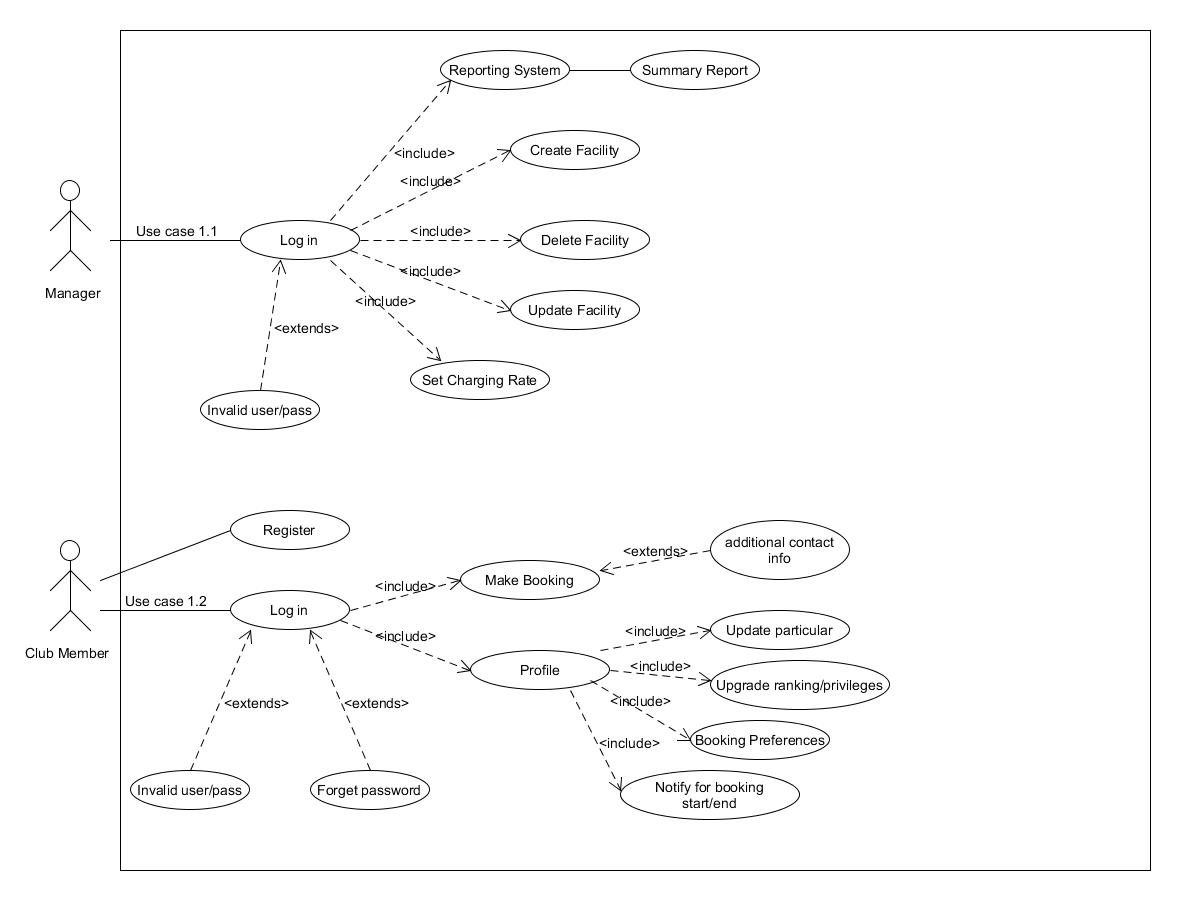 Reporting System
Summary Report
<include>
Create Facility
<include>
Use case 1.1
Log in
<include>
Delete Facility
Manager
<include>
<include>
Update Facility
<extends>
Set Charging Rate
Invalid user/pass
Register
additional contact
info
<extends>
Make Booking
<include>
Club Member
Use case 1.2
Log in
<include>
Profile
<include>
Update particular
<include>
Upgrade ranking/privileges
<include>
Booking Preferences
<include>
Notify for booking
start/end
<extends>
<extends>
Invalid user/pass
Forget password